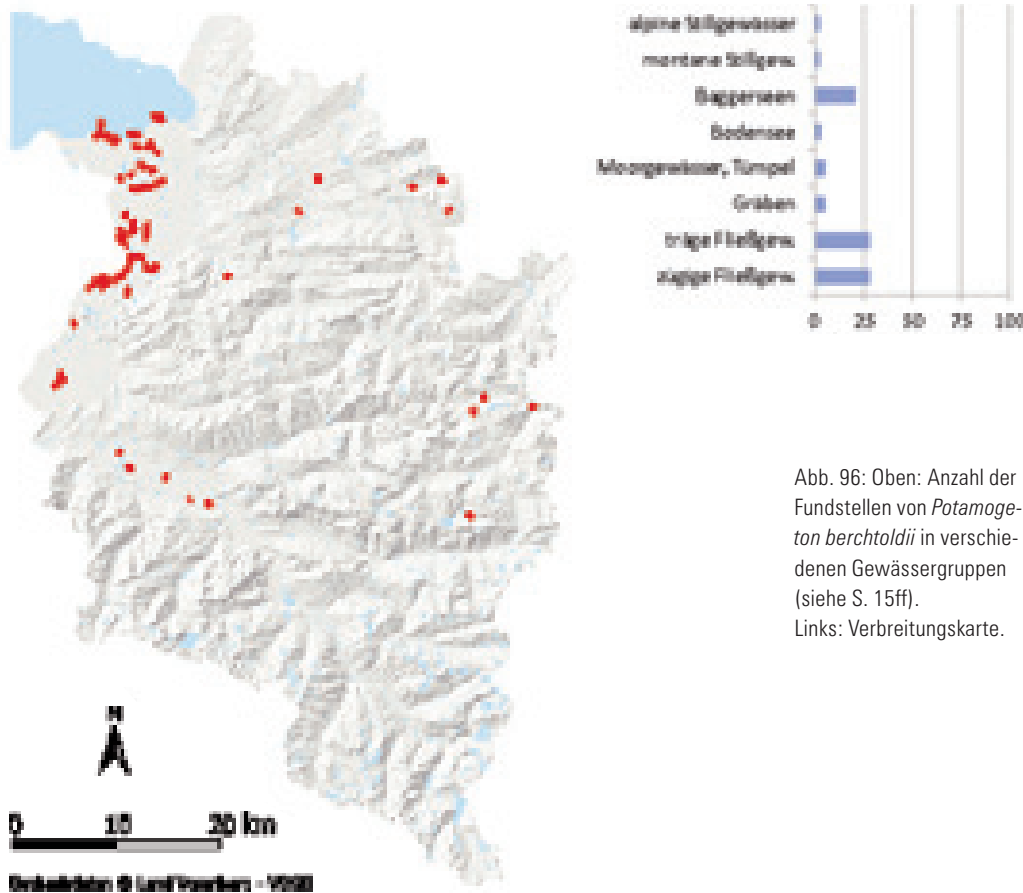 alpine Stillgewässer
montane Stillgew.
Baggerseen
Bodensee
Moorgewässer, Tümpel
Gräben
träge Fließgew.
zügige Fließgew.
0 25 50 75 100
Abb. 96: Oben: Anzahl der
Fundstellen von Potamoge-
ton berchtoldii in verschie-
denen Gewässergruppen
(siehe S. 15ff).
Links: Verbreitungskarte.
N
0 km
Land Vorarlberg -